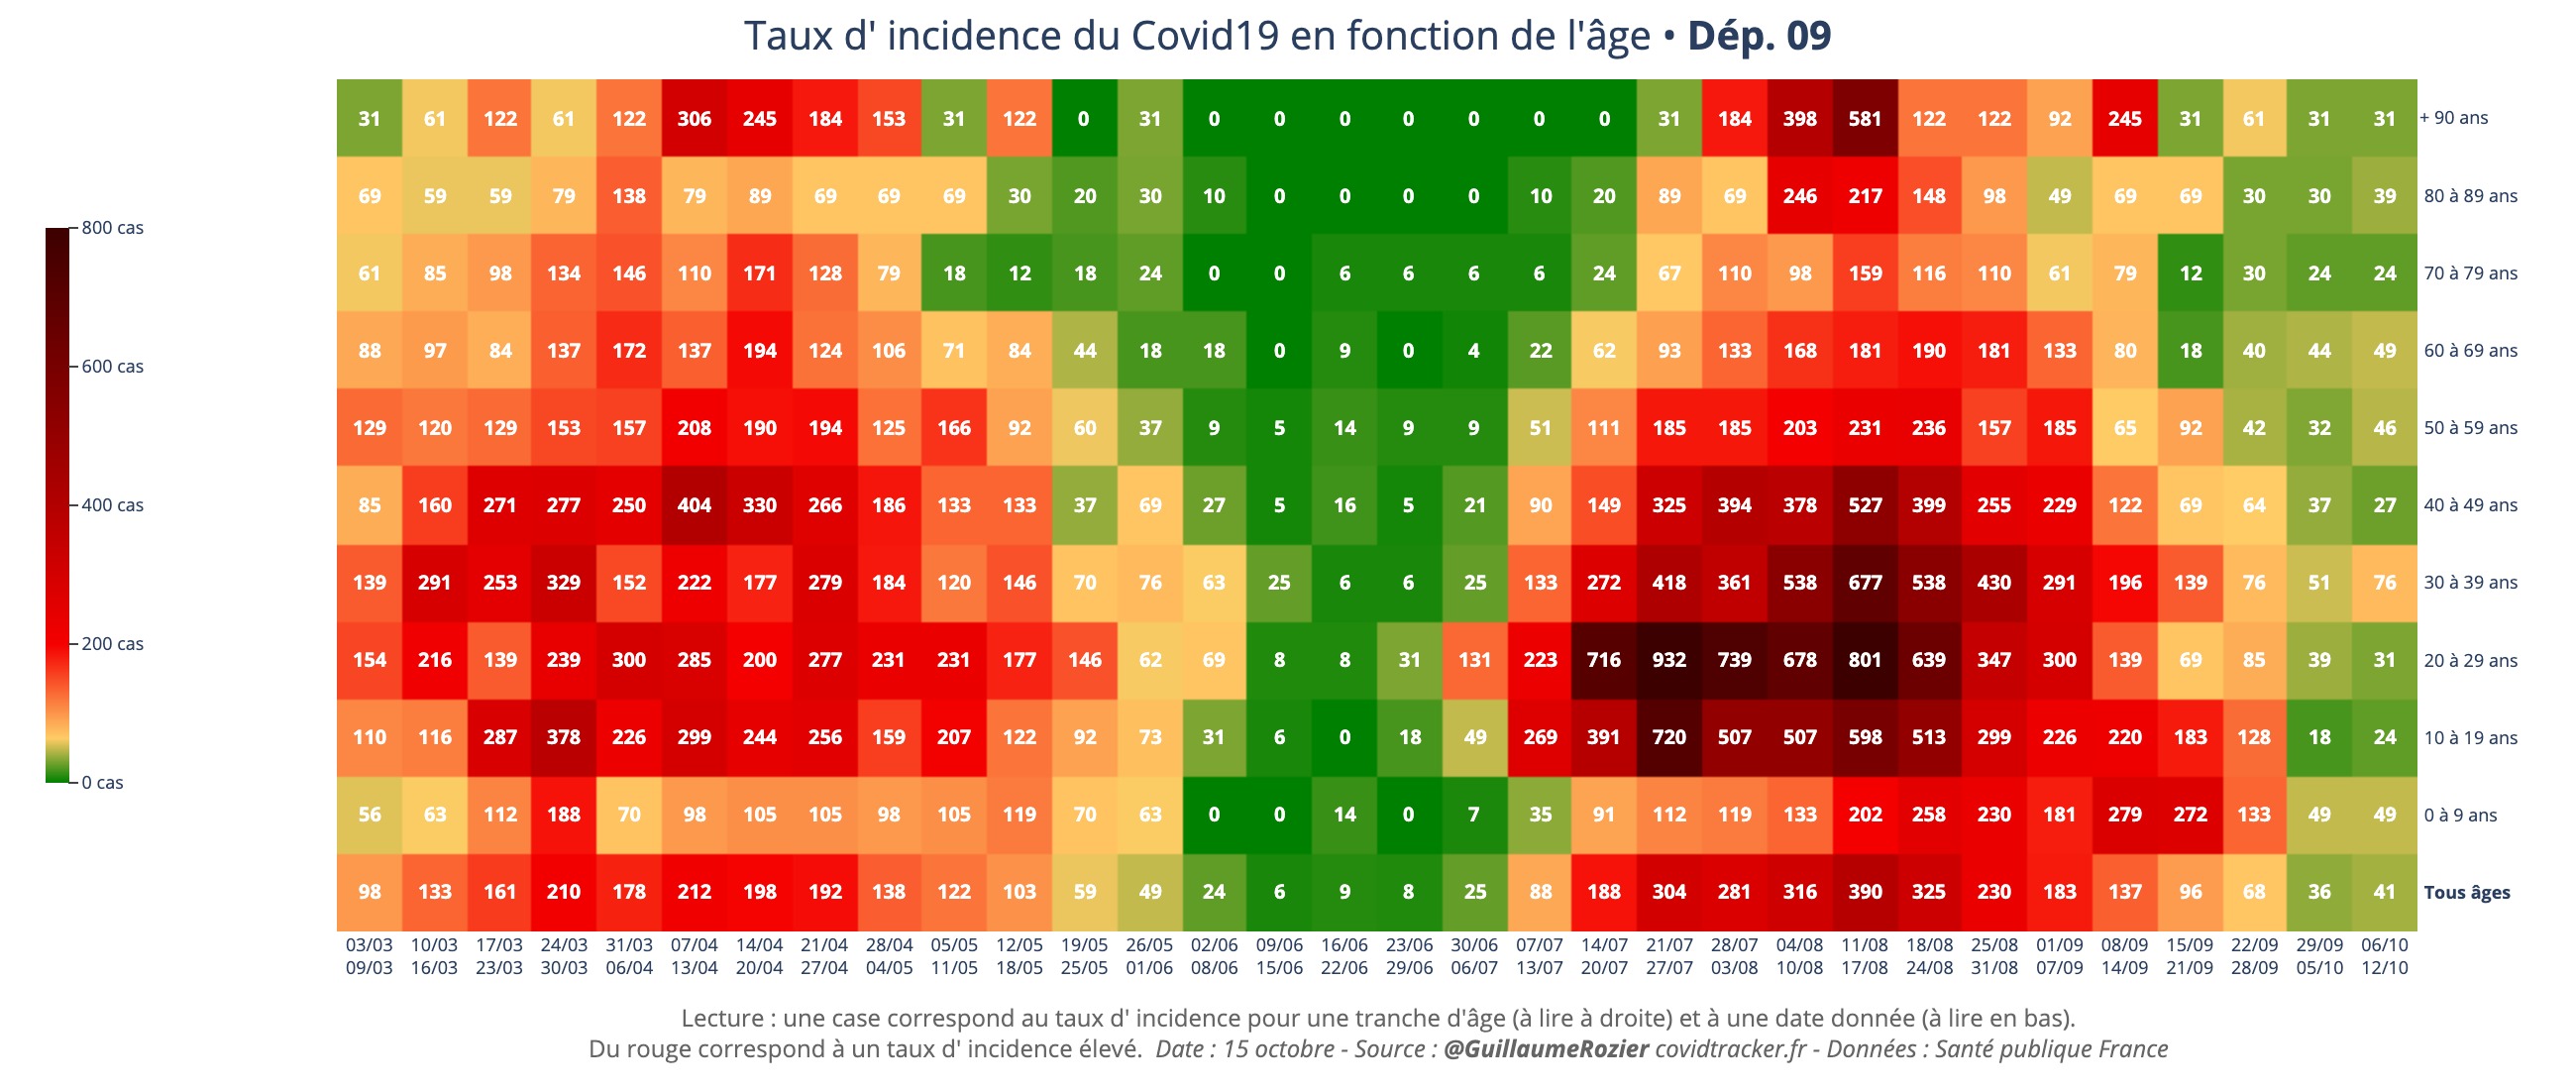 Taux d' incidence du Covid19 en fonction de l'âge • Dép. 09
800 cas
600 cas
400 cas
200 cas
0 cas
31 61 122 61 122 306 245 184 153 31 122 0 31 0 0 0 0 0 0 0 31 184 398 581 122 122 92 245 31 61 31 31 + 90 ans
69 59 59 79 138 79 89 69 69 69 30 20 30 10 0 0 0 0 10 20 89 69 246 217 148 98 49 69 69 30 30 39 80 à 89 ans
61 85 98 134 146 110 171 128 79 18 12 18 24 0 0 6 6 6 6 24 67 110 98 159 116 110 61 79 12 30 24 24 70 à 79 ans
88 97 84 137 172 137 194 124 106 71 84 44 18 18 0 9 0 4 22 62 93 133 168 181 190 181 133 80 18 40 44 49 60 à 69 ans
129 120 129 153 157 208 190 194 125 166 92 60 37 9 5 14 9 9 51 111 185 185 203 231 236 157 185 65 92 42 32 46 50 à 59 ans
85 160 271 277 250 404 330 266 186 133 133 37 69 27 5 16 5 21 90 149 325 394 378 527 399 255 229 122 69 64 37 27 40 à 49 ans
139 291 253 329 152 222 177 279 184 120 146 70 76 63 25 6 6 25 133 272 418 361 538 677 538 430 291 196 139 76 51 76 30 à 39 ans
154 216 139 239 300 285 200 277 231 231 177 146 62 69 8 8 31 131 223 716 932 739 678 801 639 347 300 139 69 85 39 31 20 à 29 ans
110 116 287 378 226 299 244 256 159 207 122 92 73 31 6 0 18 49 269 391 720 507 507 598 513 299 226 220 183 128 18 24 10 à 19 ans
56 63 112 188 70 98 105 105 98 105 119 70 63 0 0 14 0 7 35 91 112 119 133 202 258 230 181 279 272 133 49 49 0 à 9 ans
98 133 161 210 178 212 198 192 138 122 103 59 49 24 6 9 8 25 88 188 304 281 316 390 325 230 183 137 96 68 36 41 Tous âges
03/03 10/03 17/03 24/03 31/03 07/04 14/04 21/04 28/04 05/05 12/05 19/05 26/05 02/06 09/06 16/06 23/06 30/06 07/07 14/07 21/07 28/07 04/08 11/08 18/08 25/08 01/09 08/09 15/09 22/09 29/09 06/10
09/03 16/03 23/03 30/03 06/04 13/04 20/04 27/04 04/05 11/05 18/05 25/05 01/06 08/06 15/06 22/06 29/06 06/07 13/07 20/07 27/07 03/08 10/08 17/08 24/08 31/08 07/09 14/09 21/09 28/09 05/10 12/10
Lecture : une case correspond au taux d' incidence pour une tranche d'âge (à lire à droite) et à une date donnée (à lire en bas).
Du rouge correspond à un taux d' incidence élevé. Date : 15 octobre - Source : @GuillaumeRozier covidtracker.fr - Données : Santé publique France